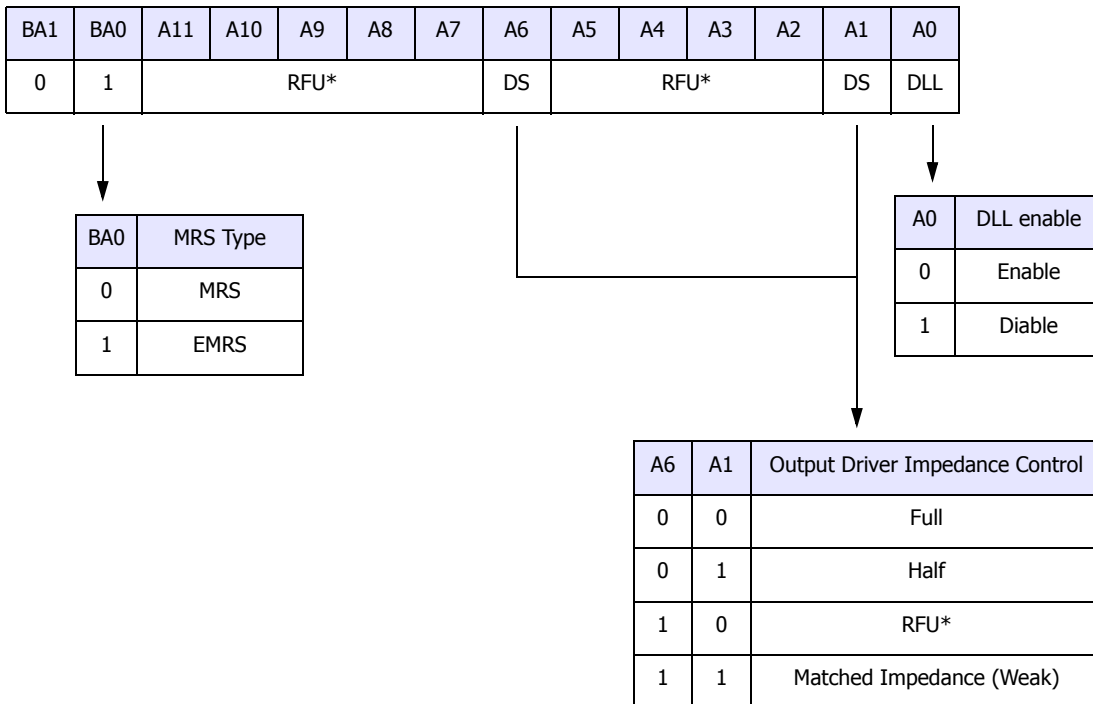 BA1 BA0 A11 A10 A9 A8 A7 A6 A5 A4 A3 A2 A1 A0
0 1 RFU* DS RFU* DS DLL
BA0 MRS Type
0 MRS
1 EMRS
A0 DLL enable
0 Enable
1 Diable
A6 A1 Output Driver Impedance Control
0 0 Full
0 1 Half
1 0 RFU*
1 1 Matched Impedance (Weak)